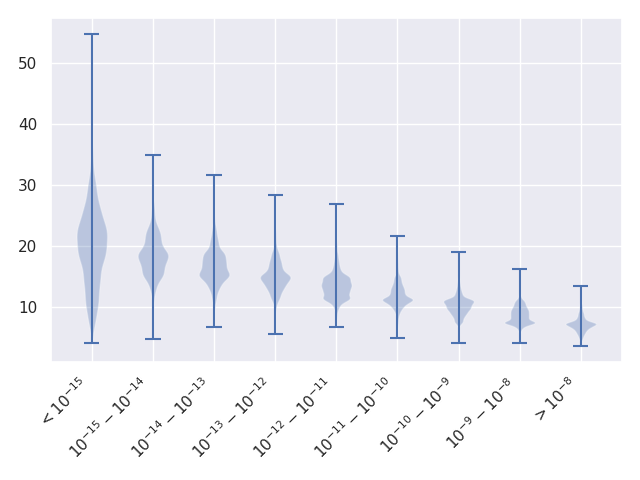 50
40
30
20
10
< 10⁻¹⁵
10⁻¹⁵ − 10⁻¹⁴
10⁻¹⁴ − 10⁻¹³
10⁻¹³ − 10⁻¹²
10⁻¹² − 10⁻¹¹
10⁻¹¹ − 10⁻¹⁰
10⁻¹⁰ − 10⁻⁹
10⁻⁹ − 10⁻⁸
> 10⁻⁸